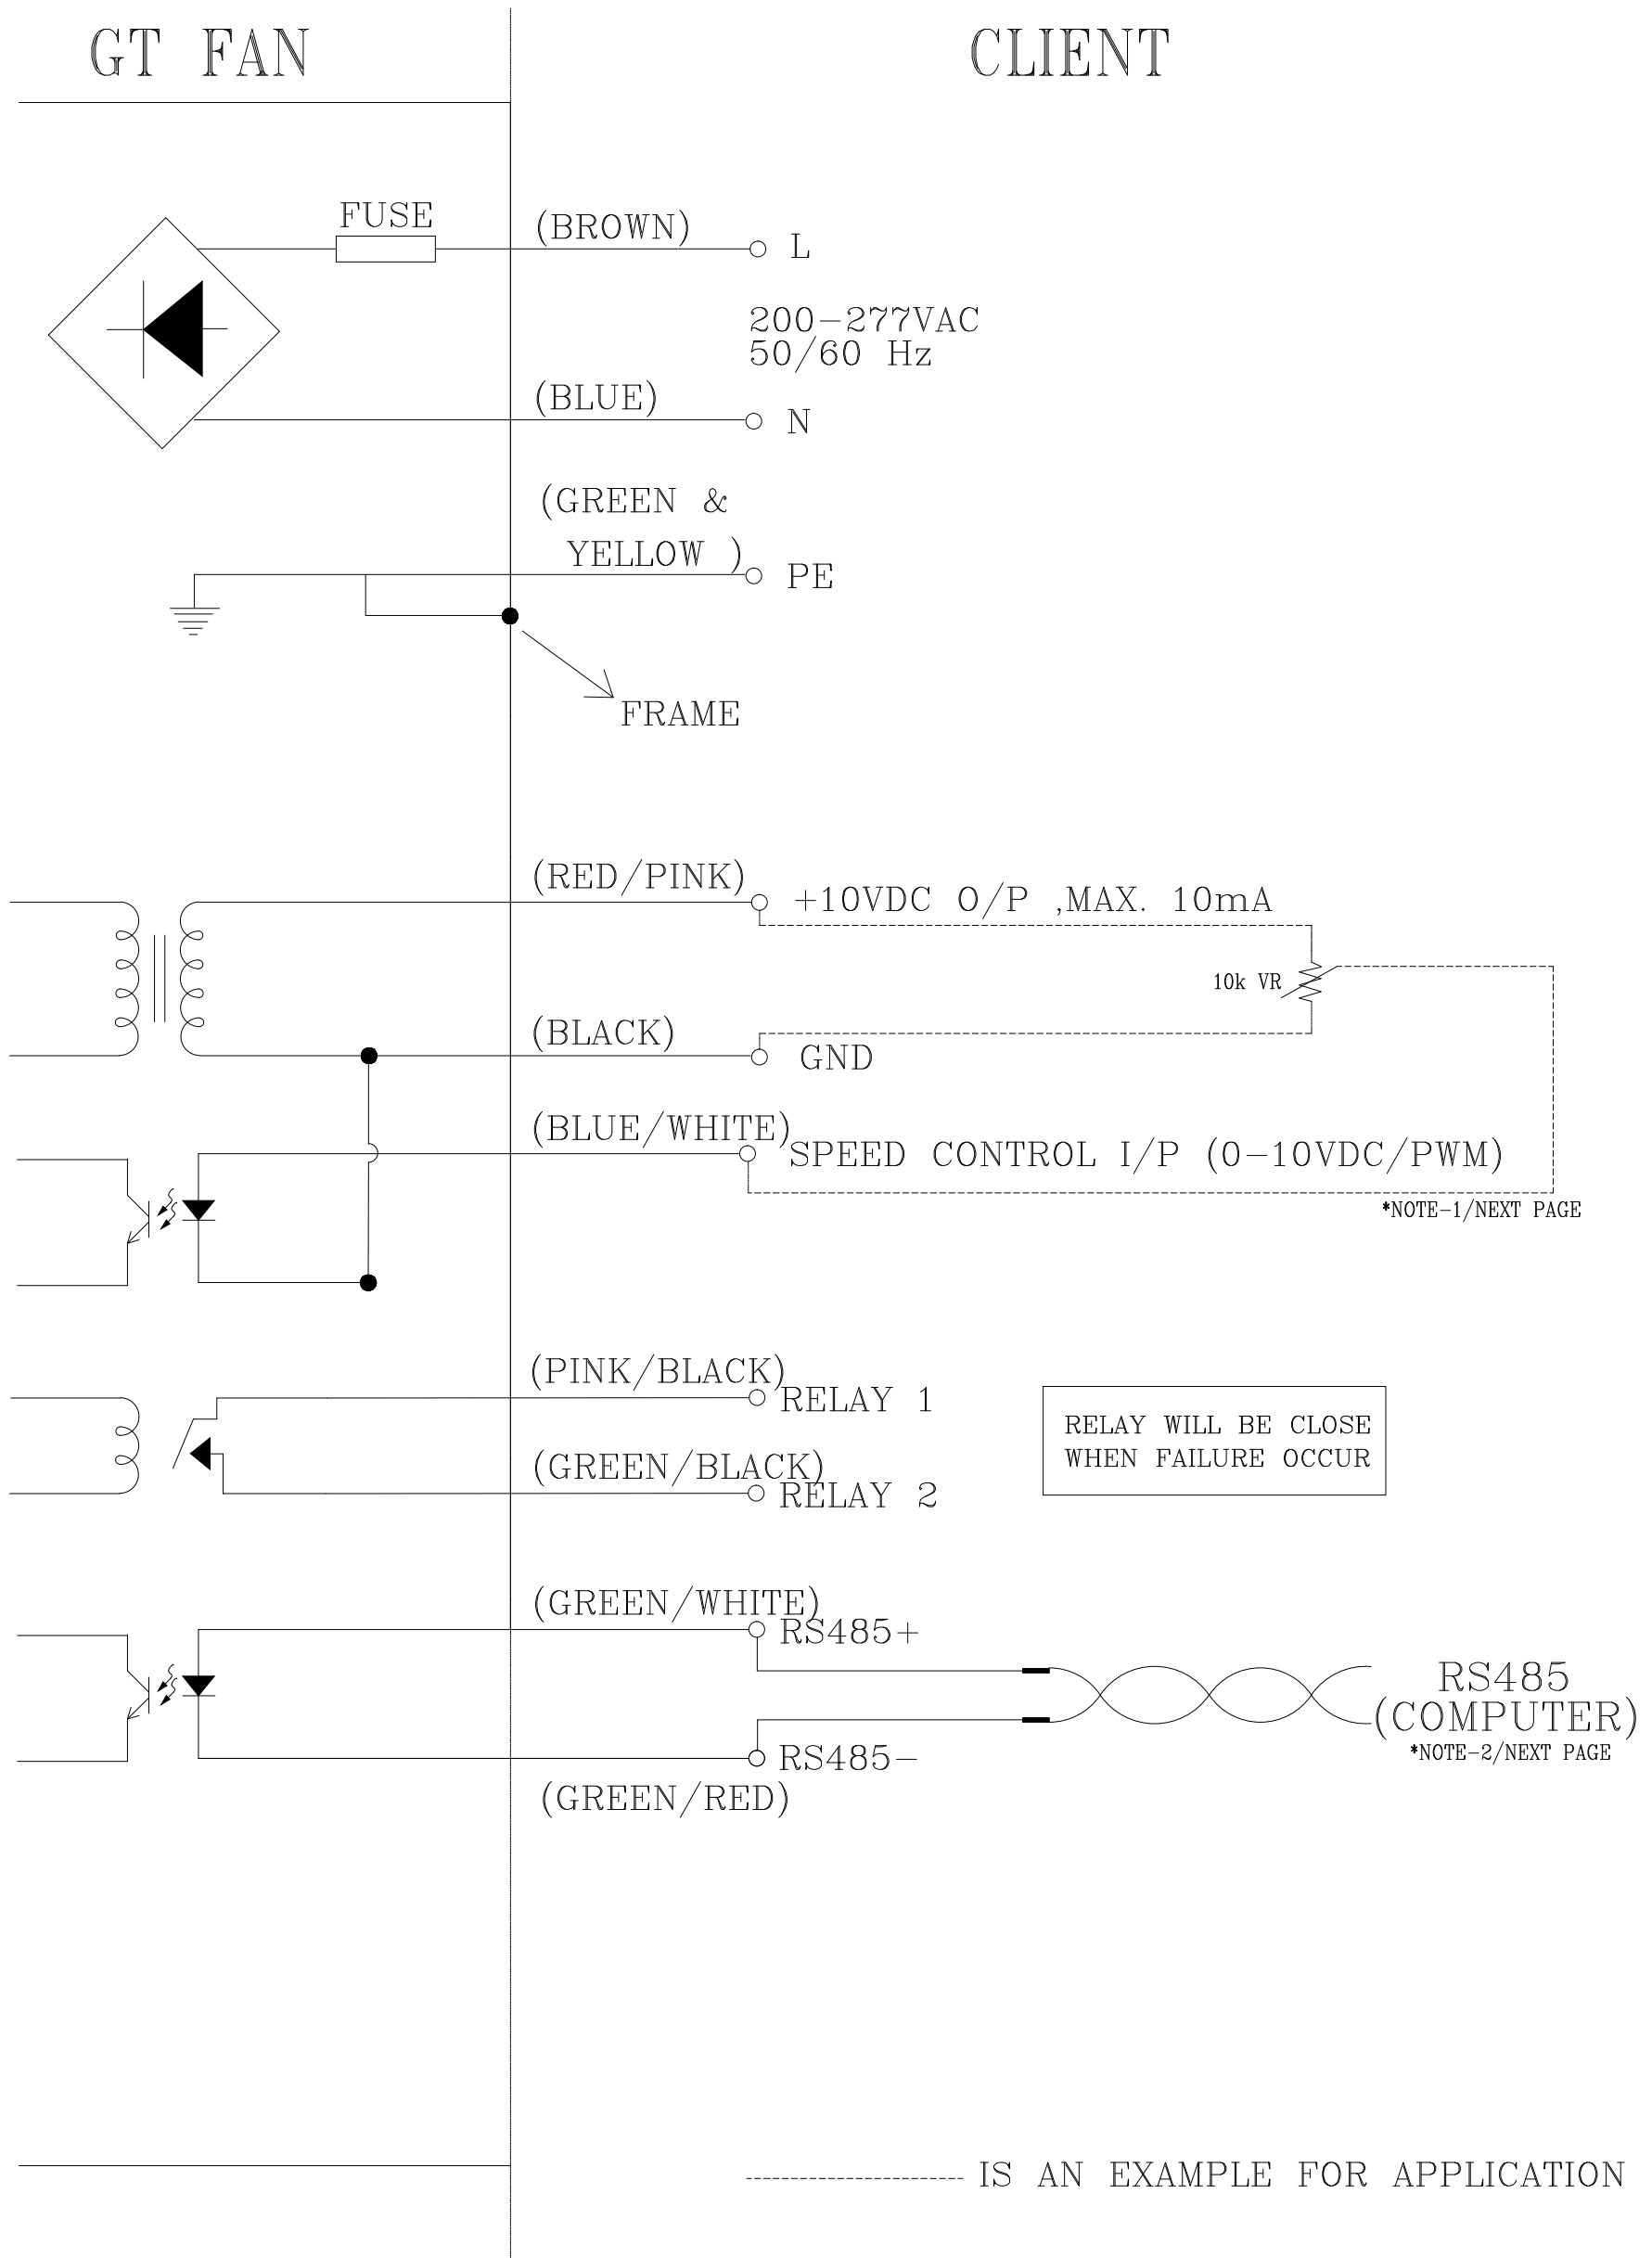 GT FAN
CLIENT
FUSE
(BROWN)
L
200-277VAC
50/60 Hz
(BLUE)
N
(GREEN &
YELLOW )
PE
FRAME
(RED/PINK)
+10VDC O/P ,MAX. 10mA
10k VR
(BLACK)
GND
(BLUE/WHITE)
SPEED CONTROL I/P (0-10VDC/PWM)
*NOTE-1/NEXT PAGE
(PINK/BLACK)
RELAY 1
RELAY WILL BE CLOSE
WHEN FAILURE OCCUR
(GREEN/BLACK)
RELAY 2
(GREEN/WHITE)
RS485+
RS485
(COMPUTER)
*NOTE-2/NEXT PAGE
RS485-
(GREEN/RED)
IS AN EXAMPLE FOR APPLICATION